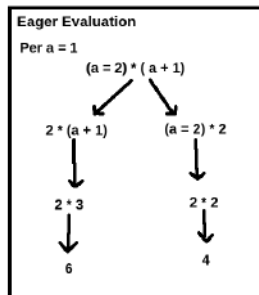 Eager Evaluation
Per a = 1
(a = 2) * ( a + 1)
2 * (a + 1) (a = 2) * 2
2 * 3 2 * 2
6 4